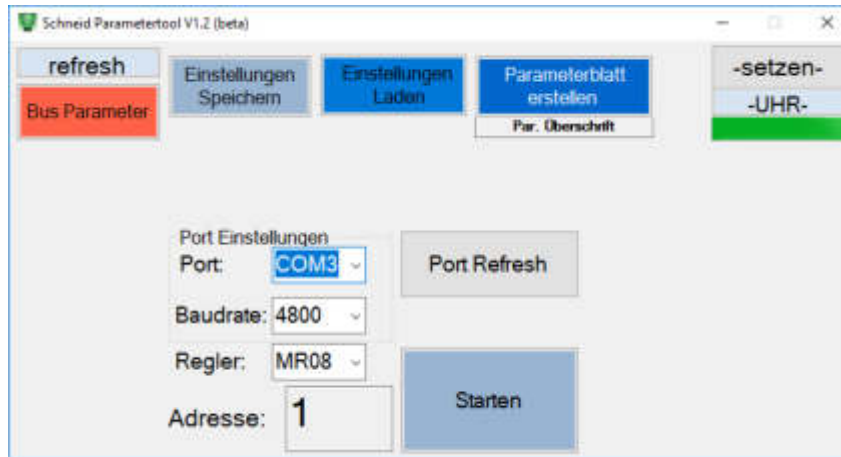 Schneid Parametertool V1.2 (beta)
refresh
Bus Parameter
Einstellungen
Speichern
Einstellungen
Laden
Parameterblatt
erstellen
Par. Überschrift
-setzen-
-UHR-
Port Einstellungen
Port:
COM3
Port Refresh
Baudrate:
4800
Regler:
MR08
Adresse:
1
Starten